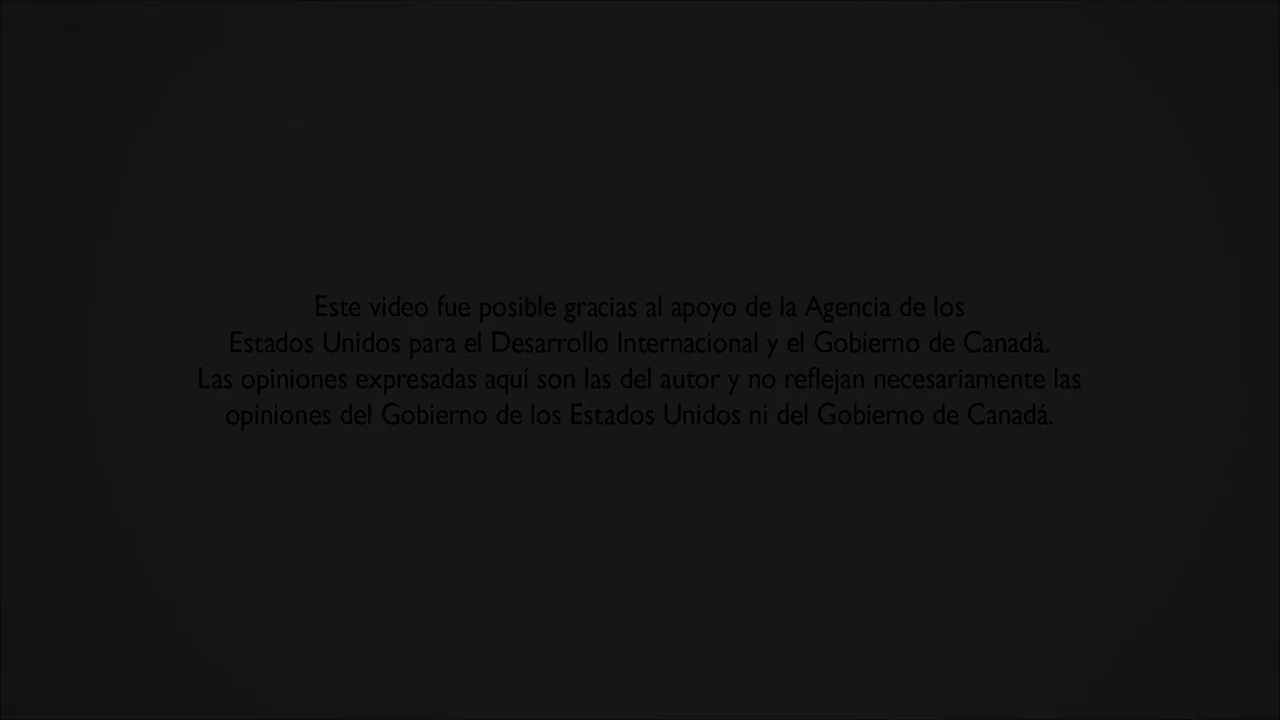 Este video fue posible gracias al apoyo de la Agencia de los
Estados Unidos para el Desarrollo Internacional y el Gobierno de Canadá.
Las opiniones expresadas aquí son las del autor y no reflejan necesariamente las
opiniones del Gobierno de los Estados Unidos ni del Gobierno de Canadá.